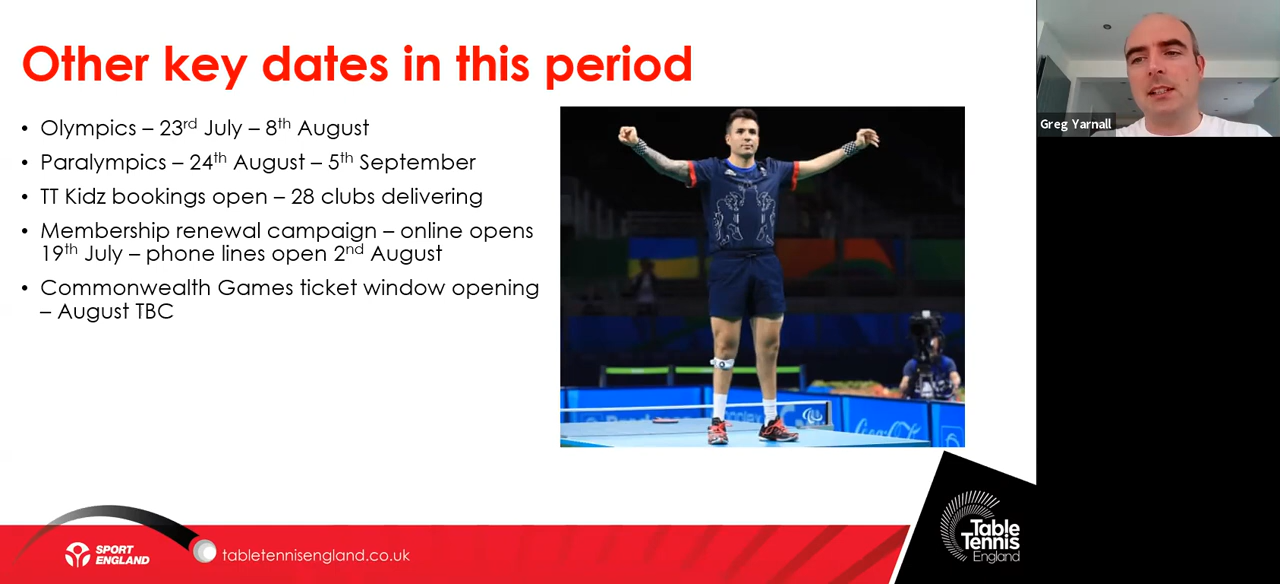 Other key dates in this period
• Olympics – 23rd July – 8th August
• Paralympics – 24th August – 5th September
• TT Kidz bookings open – 28 clubs delivering
• Membership renewal campaign – online opens
19th July – phone lines open 2nd August
• Commonwealth Games ticket window opening
– August TBC
Greg Yarnall
Coca-Cola
SPORT
ENGLAND
tabletennisengland.co.uk
Table
Tennis
England